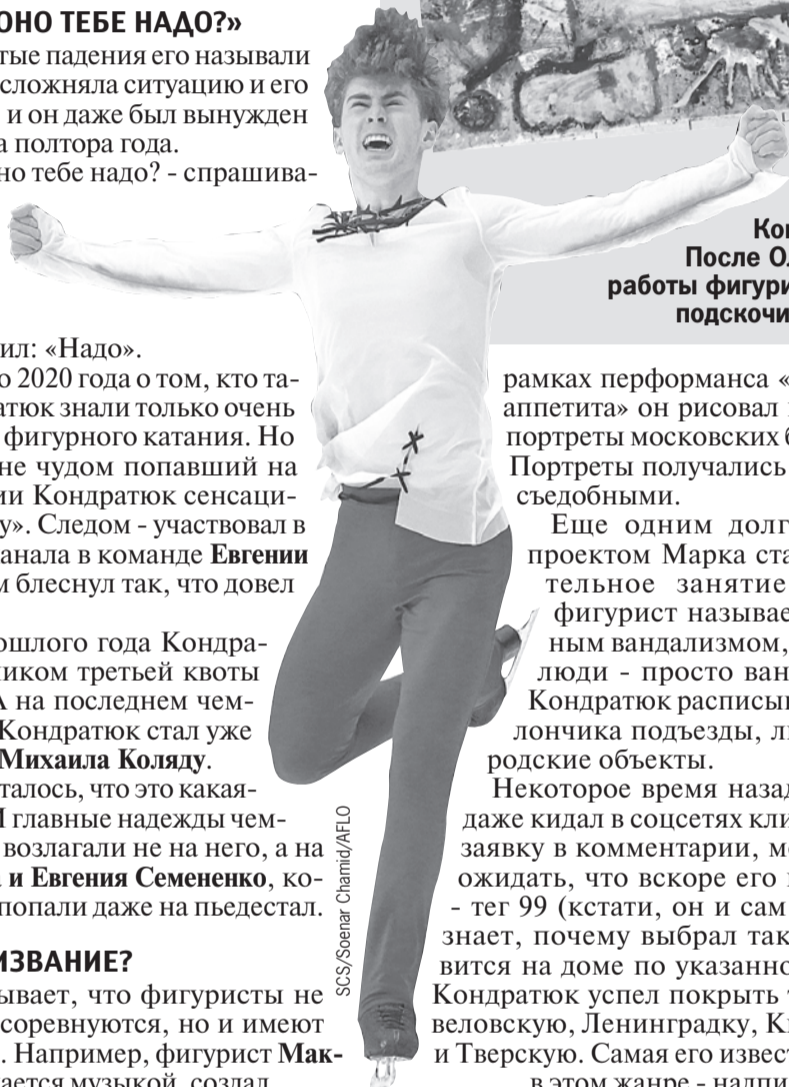 ОНО ТЕБЕ НАДО?»
тые падения его называли
сложняла ситуацию и его
и он даже был вынужден
а полтора года.
но тебе надо? - спрашива-
ил: «Надо».
о 2020 года о том, кто та-
атюк знали только очень
фигурного катания. Но
не чудом попавший на
ии Кондратюк сенсаци-
у». Следом - участвовал в
анала в команде Евгении
м блеснул так, что довел
ошлого года Кондра-
ником третьей квоты
А на последнем чем-
Кондратюк стал уже
Михаила Коляду.
талось, что это какая-
И главные надежды чем-
возлагали не на него, а на
а и Евгения Семененко, ко-
попали даже на пьедестал.
ИЗВАНИЕ?
ывает, что фигуристы не
соревнуются, но и имеют
. Например, фигурист Мак-
ается музыкой, создал
SCS/Soenar Chamid/AFLO
Кон
После Ол
работы фигури
подскочи
рамках перформанса «
аппетита» он рисовал
портреты московских б
Портреты получались
съедобными.
Еще одним долг
проектом Марка ста
тельное занятие
фигурист называе
ным вандализмом,
люди - просто ван
Кондратюк расписы
лончика подъезды, л
родские объекты.
Некоторое время назад
даже кидал в соцсетях кли
заявку в комментарии, м
ожидать, что вскоре его
- тег 99 (кстати, он и сам
знает, почему выбрал так
вится на доме по указанно
Кондратюк успел покрыть
веловскую, Ленинградку, К
и Тверскую. Самая его извест
в этом жанре - надпи